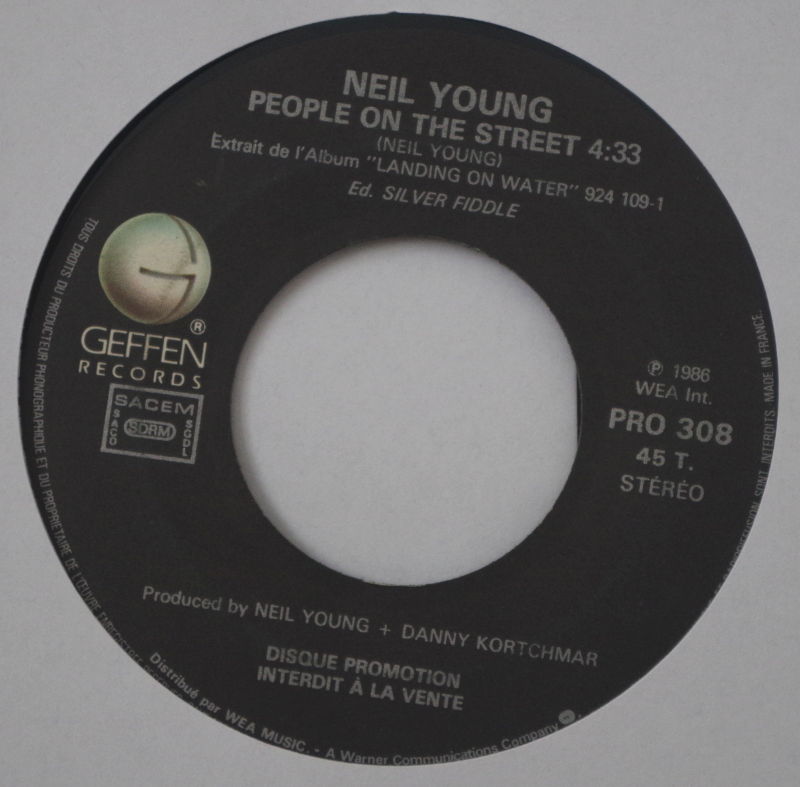 NEIL YOUNG
PEOPLE ON THE STREET 4:33
(NEIL YOUNG)
Extrait de l'Album "LANDING ON WATER" 924 109-1
Ed. SILVER FIDDLE
GEFFEN ®
RECORDS
SACEM
SACD SDRM SGDL
℗ 1986
WEA Int.
PRO 308
45 T.
STÉRÉO
Produced by NEIL YOUNG + DANNY KORTCHMAR
DISQUE PROMOTION
INTERDIT À LA VENTE
TOUS DROITS DU PRODUCTEUR PHONOGRAPHIQUE ET DU PROPRIETAIRE DE L'ŒUVRE SONT INTERDITS. MADE IN FRANCE.
Distribué par WEA MUSIC. - A Warner Communications Company